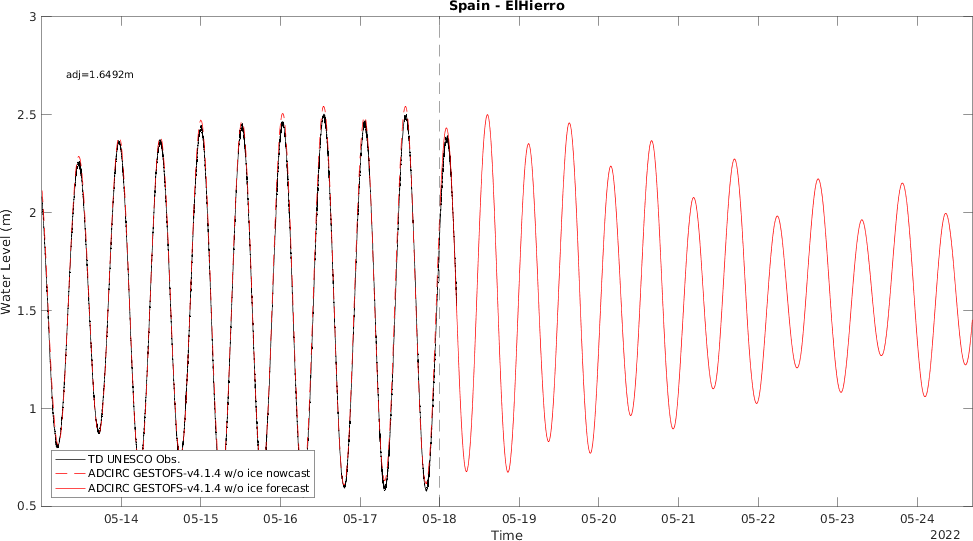 Spain - ElHierro
adj=1.6492m
Water Level (m)
3
2.5
2
1.5
1
0.5
TD UNESCO Obs.
ADCIRC GESTOFS-v4.1.4 w/o ice nowcast
ADCIRC GESTOFS-v4.1.4 w/o ice forecast
05-14 05-15 05-16 05-17 05-18 05-19 05-20 05-21 05-22 05-23 05-24
Time
2022